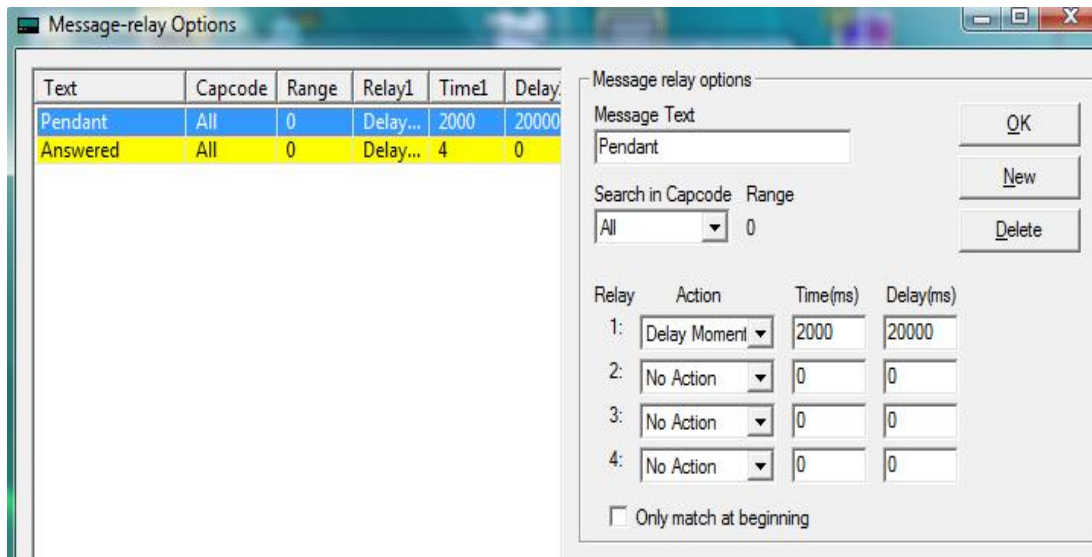 Message-relay Options
Text Capcode Range Relay1 Time1 Delay
Pendant All 0 Delay... 2000 20000
Answered All 0 Delay... 4 0
Message relay options
Message Text
Pendant
Search in Capcode Range
All 0
OK
New
Delete
Relay Action Time(ms) Delay(ms)
1: Delay Moment 2000 20000
2: No Action 0 0
3: No Action 0 0
4: No Action 0 0
Only match at beginning